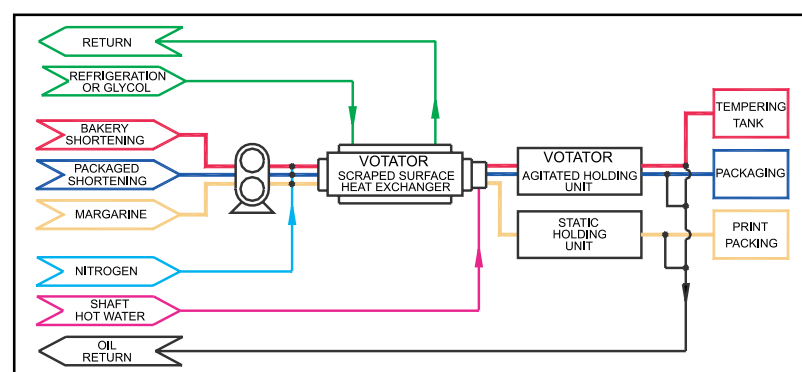 RETURN
REFRIGERATION
OR GLYCOL
BAKERY
SHORTENING
PACKAGED
SHORTENING
MARGARINE
NITROGEN
SHAFT
HOT WATER
OIL
RETURN
VOTATOR
SCRAPED SURFACE
HEAT EXCHANGER
VOTATOR
AGITATED HOLDING
UNIT
STATIC
HOLDING
UNIT
TEMPERING
TANK
PACKAGING
PRINT
PACKING